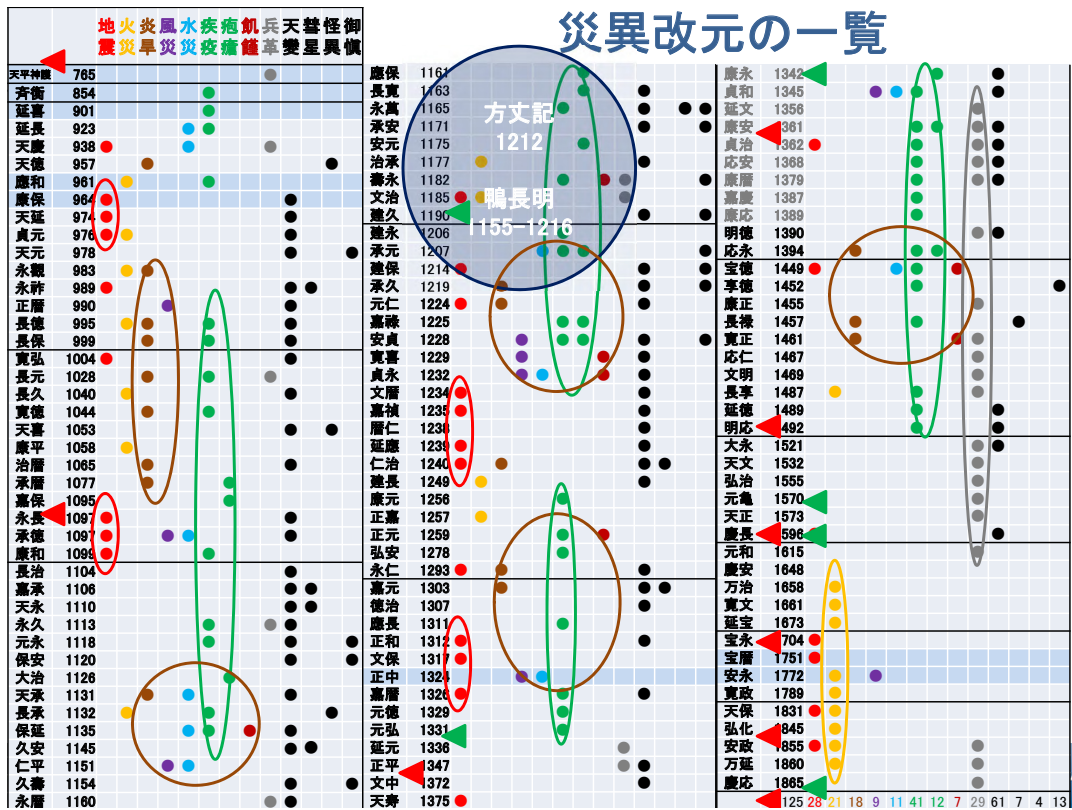 災異改元の一覧
地震 火災 炎旱 風災 水災 疾疫 疱瘡 飢饉 兵革 天變 彗星 怪異 御慎
天平神護 765
斉衡 854
延喜 901
延長 923
天慶 938
天徳 957
應和 961
康保 964
天延 974
貞元 976
天元 978
永觀 983
永祚 989
正暦 990
長徳 995
長保 999
寛弘 1004
長元 1028
長久 1040
寛徳 1044
天喜 1053
康平 1058
治暦 1065
承暦 1077
嘉保 1095
永長 1097
承徳 1097
康和 1099
長治 1104
嘉承 1106
天永 1110
永久 1113
元永 1118
保安 1120
大治 1126
天承 1131
長承 1132
保延 1135
久安 1145
仁平 1151
久壽 1154
永暦 1160
應保 1161
長寛 1163
永萬 1165
承安 1171
安元 1175
治承 1177
壽永 1182
文治 1185
建久 1190
建永 1206
承元 1207
建保 1214
承久 1219
元仁 1224
嘉祿 1225
安貞 1228
寛喜 1229
貞永 1232
文暦 1234
嘉禎 1235
暦仁 1238
延應 1239
仁治 1240
建長 1249
康元 1256
正嘉 1257
正元 1259
弘安 1278
永仁 1293
嘉元 1303
徳治 1307
應長 1311
正和 1312
文保 1317
正中 1324
嘉暦 1326
元徳 1329
元弘 1331
延元 1336
正平 1347
文中 1372
天寿 1375
方丈記
1212
鴨長明
1155-1216
康永 1342
貞和 1345
延文 1356
康安 1361
貞治 1362
応安 1368
康暦 1379
嘉慶 1387
康応 1389
明徳 1390
応永 1394
宝徳 1449
享徳 1452
康正 1455
長禄 1457
寛正 1461
応仁 1467
文明 1469
長享 1487
延徳 1489
明応 1492
大永 1521
天文 1532
弘治 1555
元亀 1570
天正 1573
慶長 1596
元和 1615
慶安 1648
万治 1658
寛文 1661
延宝 1673
宝永 1704
宝暦 1751
安永 1772
寛政 1789
天保 1831
弘化 1845
安政 1855
万延 1860
慶応 1865
125 28 21 18 9 11 41 12 7 29 61 7 4 13